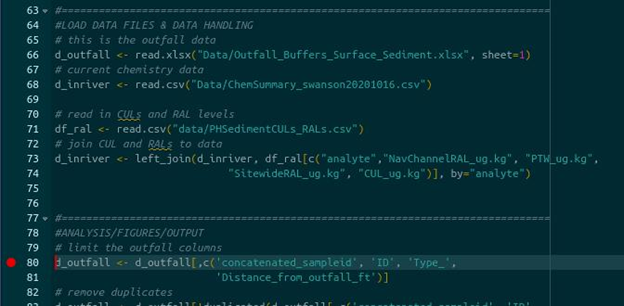 63 #=========================================================================
64 #LOAD DATA FILES & DATA HANDLING
65 # this is the outfall data
66 d_outfall <- read.xlsx("Data/Outfall_Buffers_Surface_Sediment.xlsx", sheet=1)
67 # current chemistry data
68 d_inriver <- read.csv("Data/ChemSummary_swanson20201016.csv")
69
70 # read in CULs and RAL levels
71 df_ral <- read.csv("data/PHSedimentCULs_RALs.csv")
72 # join CUL and RALs to data
73 d_inriver <- left_join(d_inriver, df_ral[c("analyte","NavChannelRAL_ug.kg", "PTW_ug.kg",
74 "SitewideRAL_ug.kg", "CUL_ug.kg")], by="analyte")
75
76
77 #=========================================================================
78 #ANALYSIS/FIGURES/OUTPUT
79 # limit the outfall columns
80 d_outfall <- d_outfall[,c('concatenated_sampleid', 'ID', 'Type_',
81 'Distance_from_outfall_ft')]
82 # remove duplicates